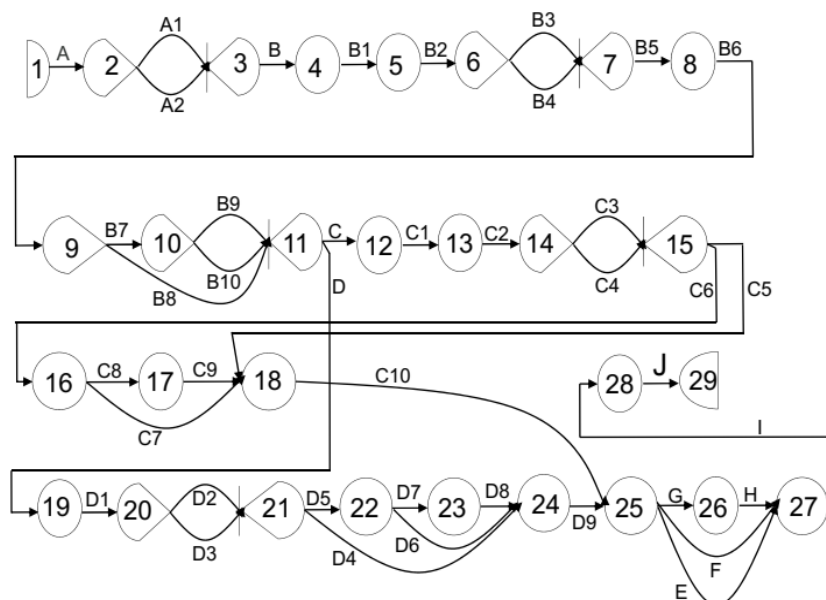 A1 B3
1 A 2 3 B 4 B1 5 B2 6 7 B5 8 B6
A2 B4
B9 C3
9 B7 10 11 C 12 C1 13 C2 14 15
B10 C4
B8 D C6 C5
16 C8 17 C9 18 C10 28 J 29
C7
I
19 D1 20 D2 21 D5 22 D7 23 D8 24 25 G 26 H 27
D3 D4 D6 D9 F
E